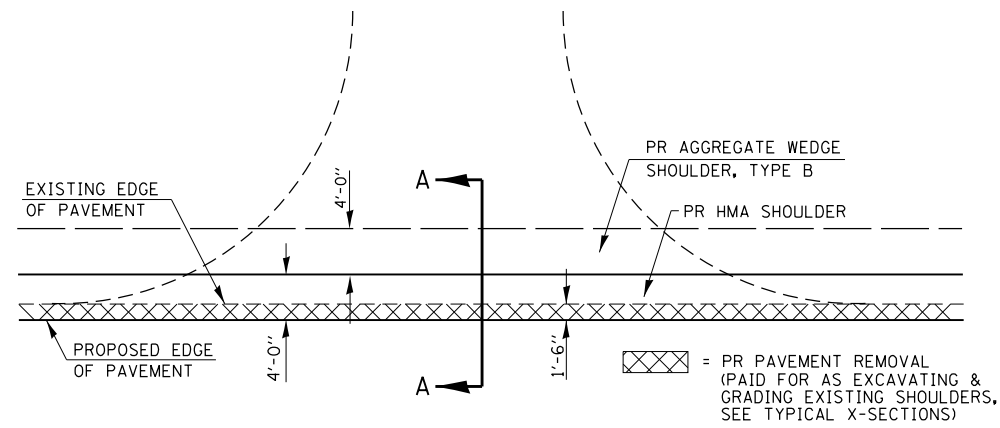 PR AGGREGATE WEDGE
SHOULDER, TYPE B
A
4'-0"
EXISTING EDGE
OF PAVEMENT
PR HMA SHOULDER
PROPOSED EDGE
OF PAVEMENT
4'-0"
1'-6"
A
= PR PAVEMENT REMOVAL
(PAID FOR AS EXCAVATING &
GRADING EXISTING SHOULDERS,
SEE TYPICAL X-SECTIONS)